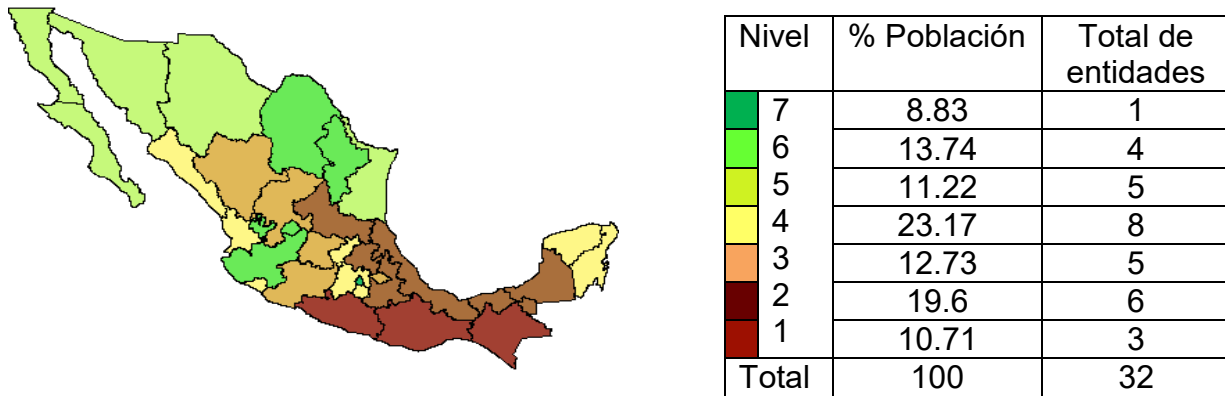 Nivel % Población Total de
entidades
7 8.83 1
6 13.74 4
5 11.22 5
4 23.17 8
3 12.73 5
2 19.6 6
1 10.71 3
Total 100 32